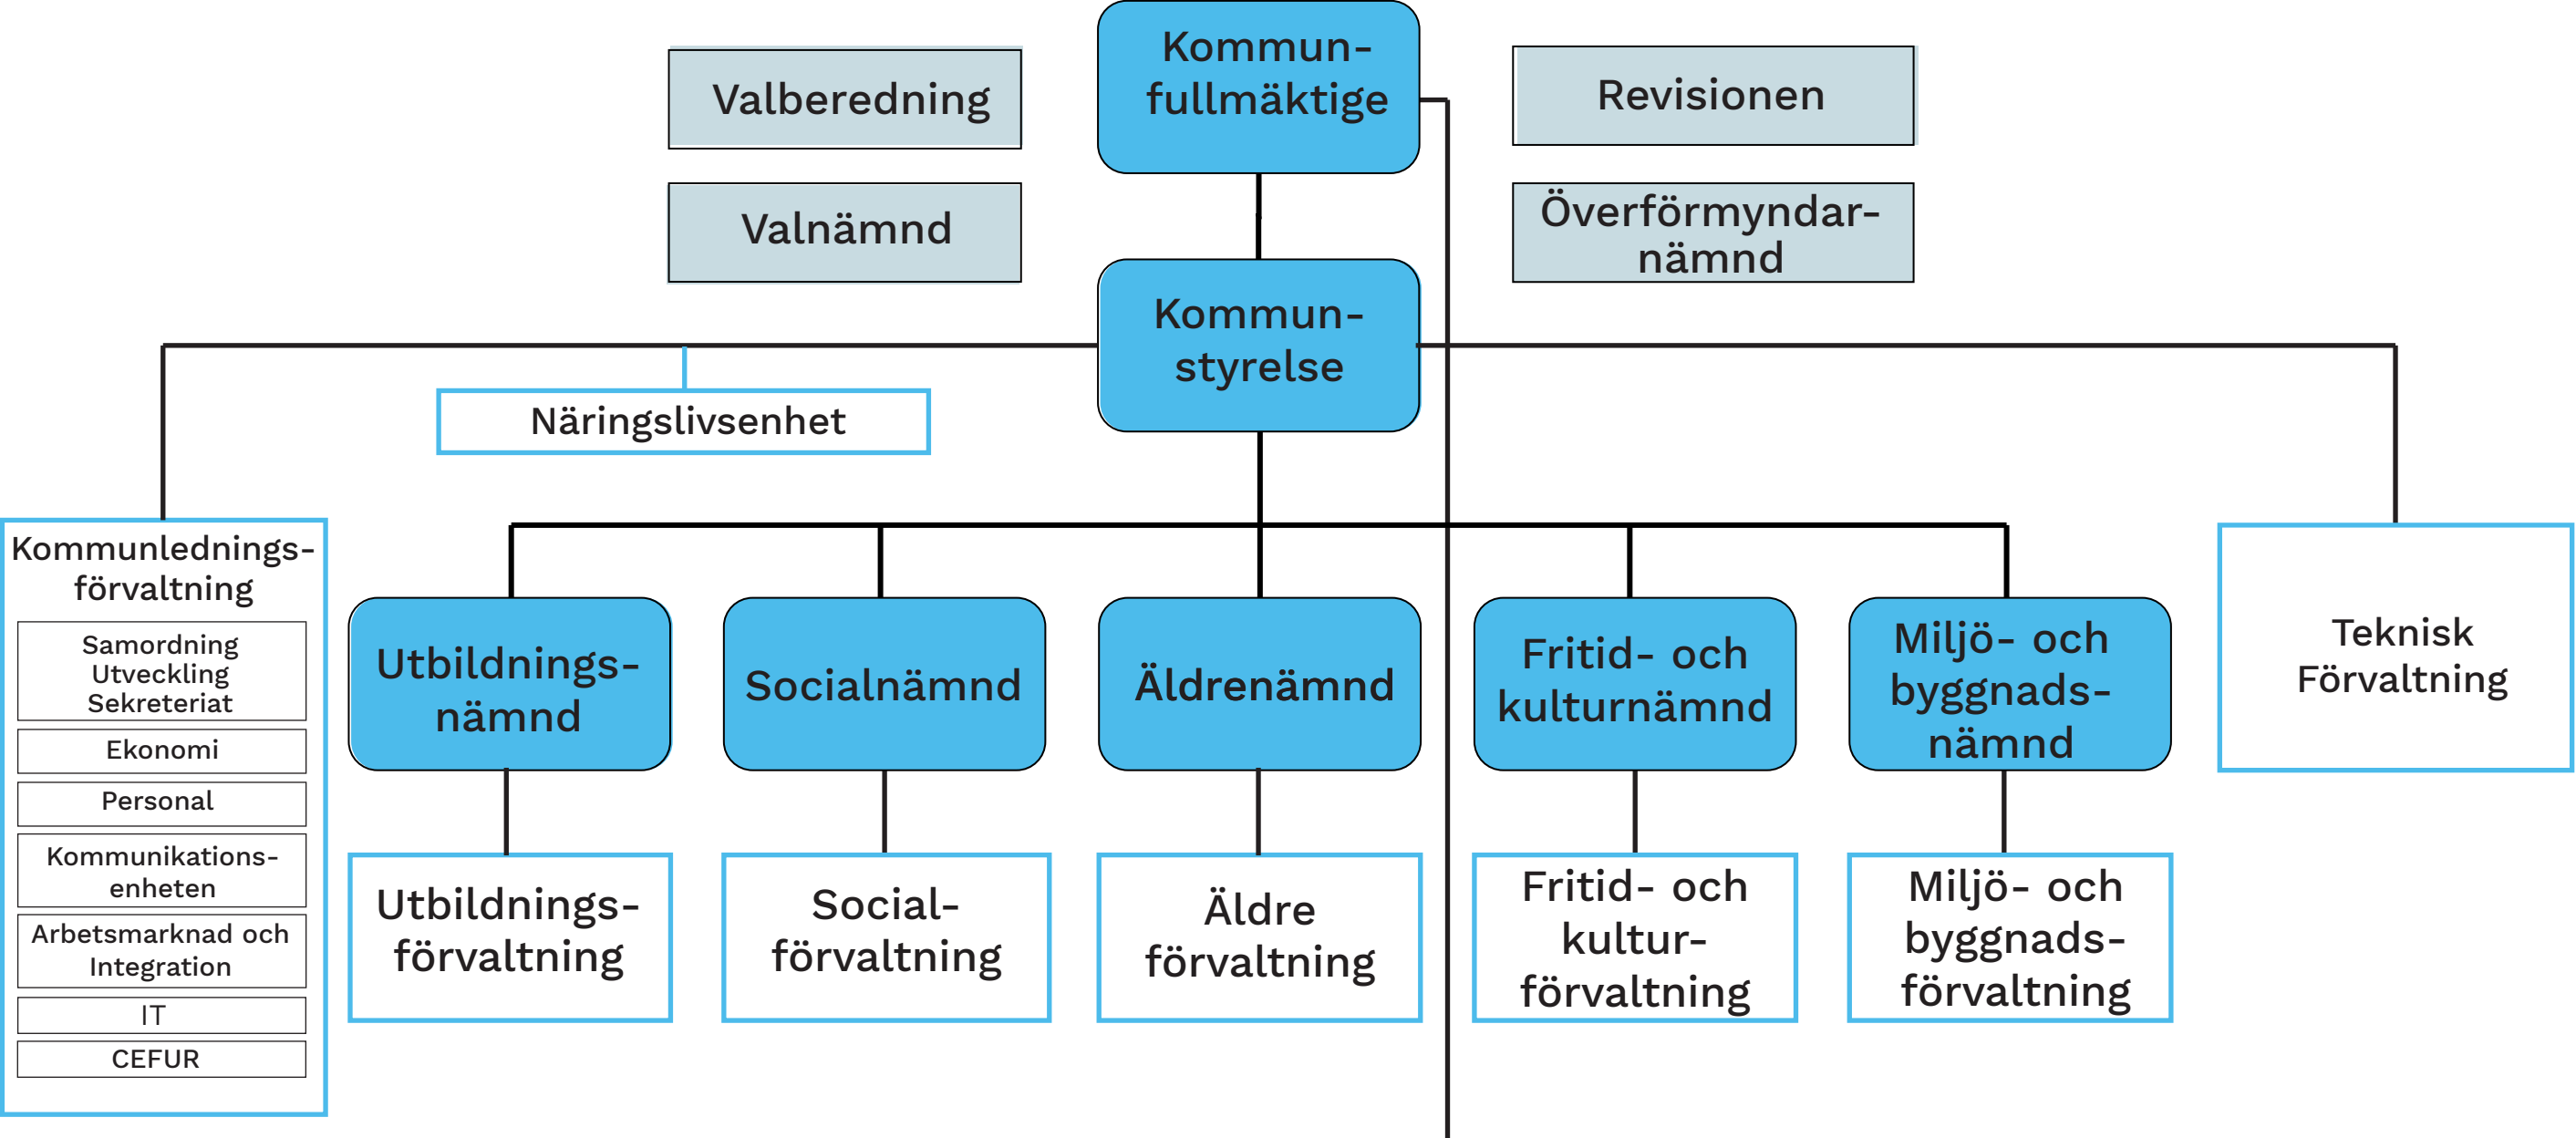 Kommun-
fullmäktige
Valberedning
Revisionen
Valnämnd
Överförmyndar-
nämnd
Kommun-
styrelse
Näringslivsenhet
Kommunlednings-
förvaltning
Samordning
Utveckling
Sekreteriat
Ekonomi
Personal
Kommunikations-
enheten
Arbetsmarknad och
Integration
IT
CEFUR
Utbildnings-
nämnd
Socialnämnd
Äldrenämnd
Fritid- och
kulturnämnd
Miljö- och
byggnads-
nämnd
Teknisk
Förvaltning
Utbildnings-
förvaltning
Social-
förvaltning
Äldre
förvaltning
Fritid- och
kultur-
förvaltning
Miljö- och
byggnads-
förvaltning